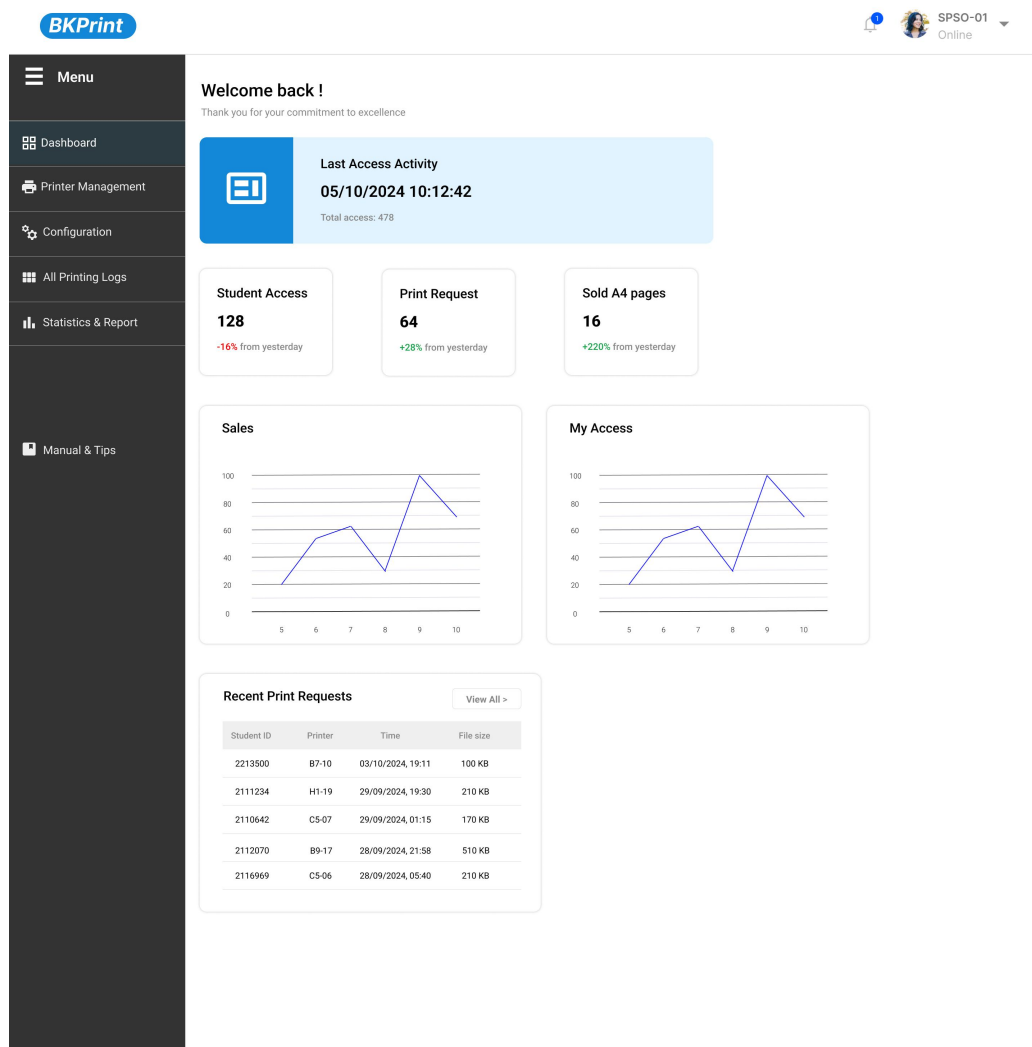 BKPrint
1
SPSO-01
Online
Menu
Dashboard
Printer Management
Configuration
All Printing Logs
Statistics & Report
Manual & Tips
Welcome back !
Thank you for your commitment to excellence
Last Access Activity
05/10/2024 10:12:42
Total access: 478
Student Access
128
-16% from yesterday
Print Request
64
+28% from yesterday
Sold A4 pages
16
+220% from yesterday
Sales
100
80
60
40
20
0
5 6 7 8 9 10
My Access
100
80
60
40
20
0
5 6 7 8 9 10
Recent Print Requests
View All >
Student ID Printer Time File size
2213500 B7-10 03/10/2024, 19:11 100 KB
2111234 H1-19 29/09/2024, 19:30 210 KB
2110642 C5-07 29/09/2024, 01:15 170 KB
2112070 B9-17 28/09/2024, 21:58 510 KB
2116969 C5-06 28/09/2024, 05:40 210 KB